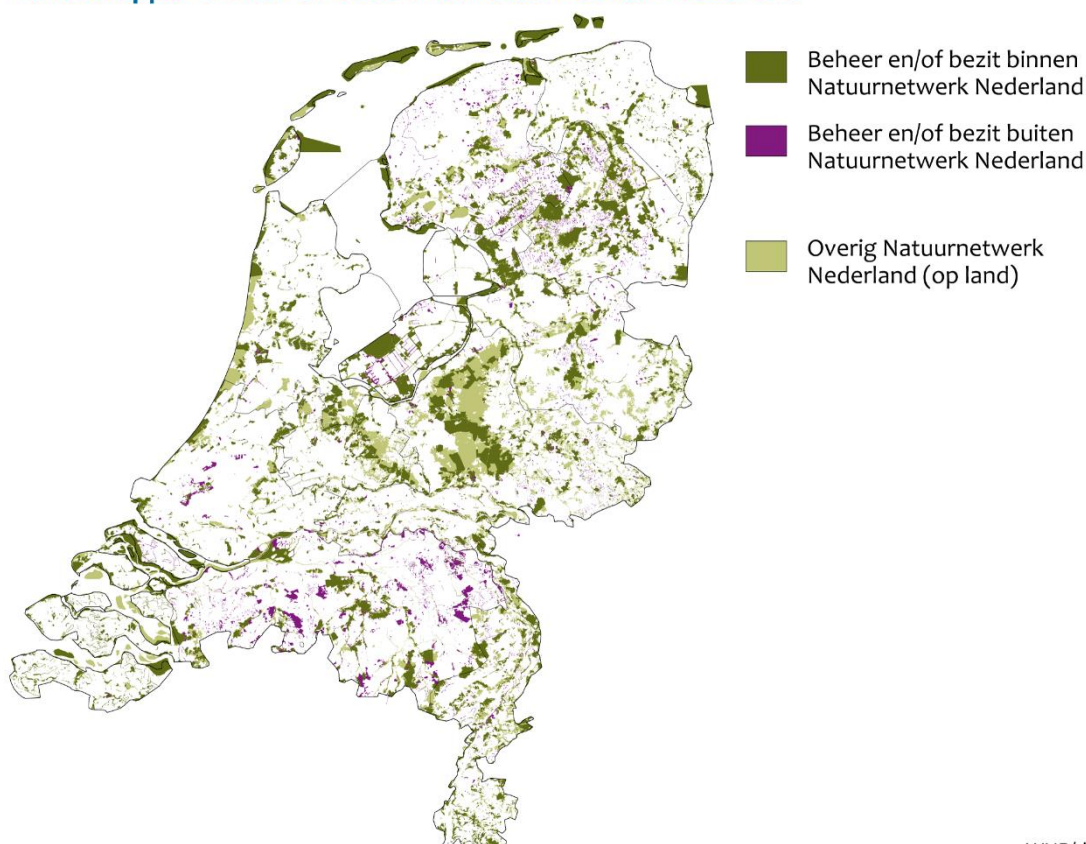 Beheer en/of bezit binnen
Natuurnetwerk Nederland
Beheer en/of bezit buiten
Natuurnetwerk Nederland
Overig Natuurnetwerk
Nederland (op land)